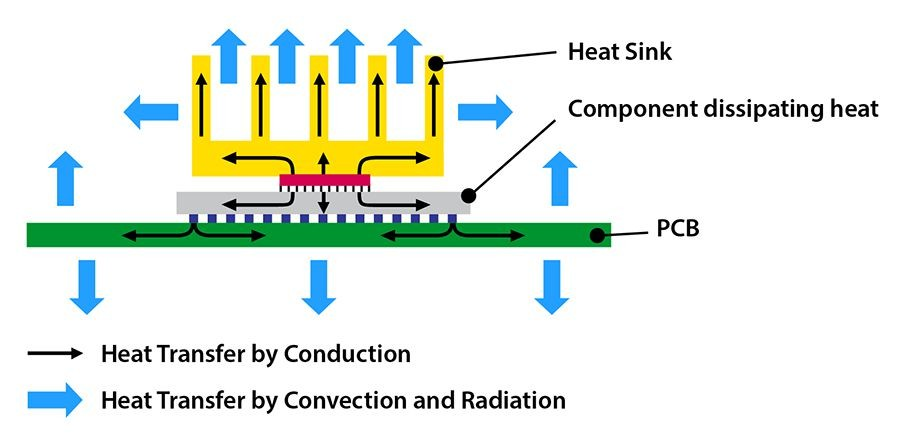 Heat Sink
Component dissipating heat
PCB
Heat Transfer by Conduction
Heat Transfer by Convection and Radiation